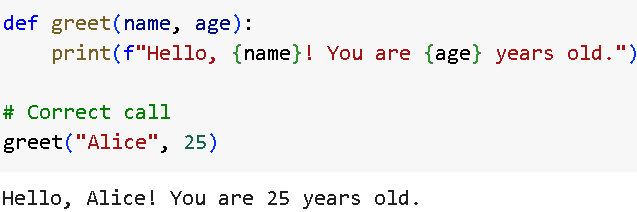 def greet(name, age):
    print(f"Hello, {name}! You are {age} years old.")
# Correct call
greet("Alice", 25)
Hello, Alice! You are 25 years old.